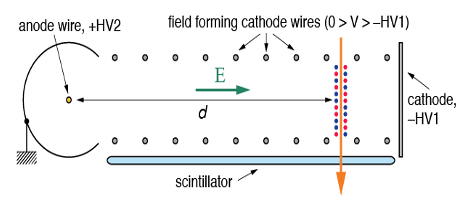 anode wire, +HV2
field forming cathode wires (0 > V > –HV1)
E
d
cathode,
–HV1
scintillator